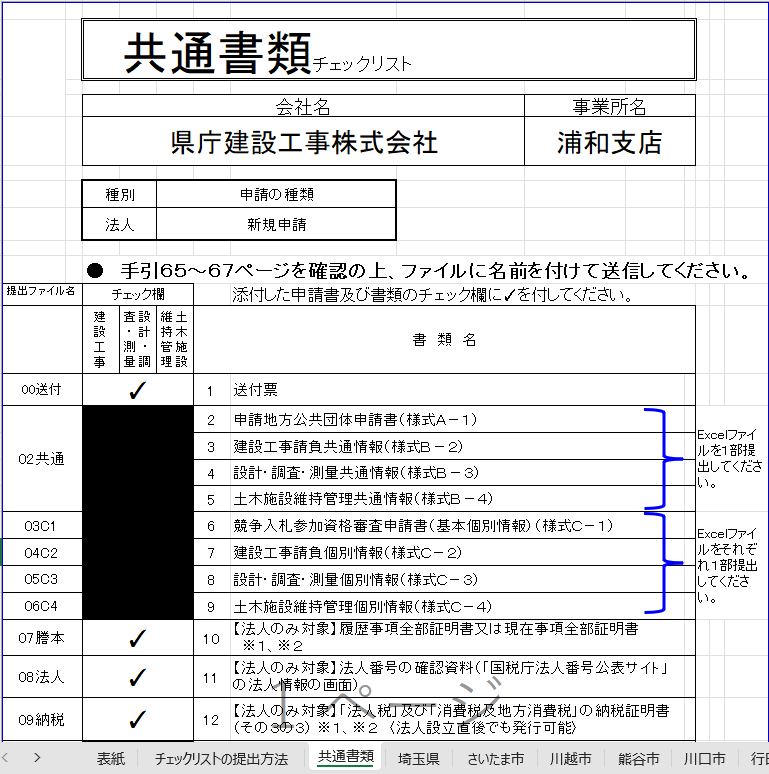 共通書類チェックリスト
会社名 事業所名
県庁建設工事株式会社 浦和支店
種別 申請の種類
法人 新規申請
● 手引65～67ページを確認の上、ファイルに名前を付けて送信してください。
提出ファイル名 チェック欄 添付した申請書及び書類のチェック欄に✓を付してください。
建設工事 設計・調査・測量 土木施設維持管理 書 類 名
00送付 ✓ 1 送付票
02共通
2 申請地方公共団体申請書(様式A－1)
3 建設工事請負共通情報(様式B－2)
4 設計・調査・測量共通情報(様式B－3)
5 土木施設維持管理共通情報(様式B－4)
Excelファイ
ルを1部提
出してくださ
い。
03C1 6 競争入札参加資格審査申請書(基本個別情報)(様式C－1)
04C2 7 建設工事請負個別情報(様式C－2)
05C3 8 設計・調査・測量個別情報(様式C－3)
06C4 9 土木施設維持管理個別情報(様式C－4)
Excelファイ
ルをそれぞ
れ1部提出
してくださ
い。
07謄本 ✓ 10 【法人のみ対象】履歴事項全部証明書又は現在事項全部証明書
※1、※2
08法人 ✓ 11 【法人のみ対象】法人番号の確認資料(「国税庁法人番号公表サイト」
の法人情報の画面)
09納税 ✓ 12 【法人のみ対象】「法人税」及び「消費税及地方消費税」の納税証明書
(その3の3) ※1、※2 〈法人設立直後でも発行可能〉
1 ページ
表紙 チェックリストの提出方法 共通書類 埼玉県 さいたま市 川越市 熊谷市 川口市 行田